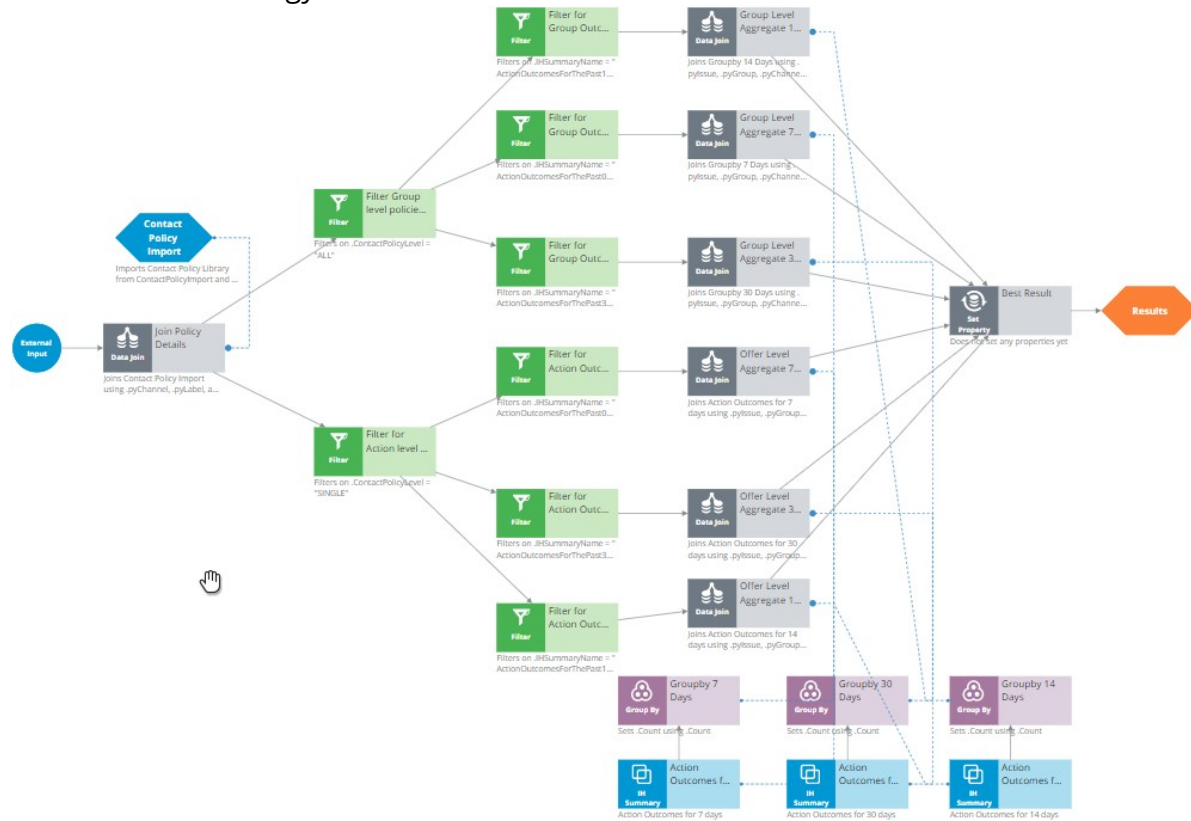 Filter for
Group Outc...
Filter
Filters on .IHSummaryName = "
ActionOutcomesForThePast1...
Group Level
Aggregate 1...
Data Join
Joins Groupby 14 Days using .
pyIssue, .pyGroup, .pyChanne...
Filter for
Group Outc...
Filter
Filters on .IHSummaryName = "
ActionOutcomesForThePast0...
Group Level
Aggregate 7...
Data Join
Joins Groupby 7 Days using .
pyIssue, .pyGroup, .pyChanne...
Filter Group
level policie...
Filter
Filters on .ContactPolicyLevel =
"ALL"
Contact
Policy
Import
Imports Contact Policy Library
from ContactPolicyImport and ...
Filter for
Group Outc...
Filter
Filters on .IHSummaryName = "
ActionOutcomesForThePast3...
Group Level
Aggregate 3...
Data Join
Joins Groupby 30 Days using .
pyIssue, .pyGroup, .pyChanne...
Best Result
Set
Property
Does not set any properties yet
Results
External
Input
Join Policy
Details
Data Join
Joins Contact Policy Import
using .pyChannel, .pyLabel, a...
Filter for
Action Outc...
Filter
Filters on .IHSummaryName = "
ActionOutcomesForThePast0...
Offer Level
Aggregate 7...
Data Join
Joins Action Outcomes for 7
days using .pyIssue, .pyGroup...
Filter for
Action level ...
Filter
Filters on .ContactPolicyLevel =
"SINGLE"
Filter for
Action Outc...
Filter
Filters on .IHSummaryName = "
ActionOutcomesForThePast3...
Offer Level
Aggregate 3...
Data Join
Joins Action Outcomes for 30
days using .pyIssue, .pyGroup...
Filter for
Action Outc...
Filter
Filters on .IHSummaryName = "
ActionOutcomesForThePast1...
Offer Level
Aggregate 1...
Data Join
Joins Action Outcomes for 14
days using .pyIssue, .pyGroup...
Groupby 7
Days
Group By
Sets .Count using .Count
Groupby 30
Days
Group By
Sets .Count using .Count
Groupby 14
Days
Group By
Sets .Count using .Count
Action
Outcomes f...
IH
Summary
Action Outcomes for 7 days
Action
Outcomes f...
IH
Summary
Action Outcomes for 30 days
Action
Outcomes f...
IH
Summary
Action Outcomes for 14 days